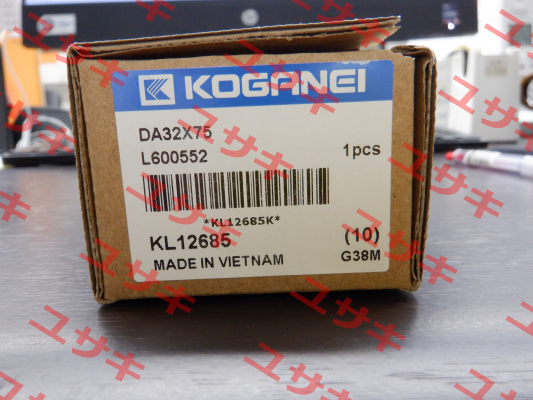 KOGANEI
DA32X75
L600552
1pcs
*KL12685K*
KL12685
(10)
MADE IN VIETNAM
G38M
ユサキ